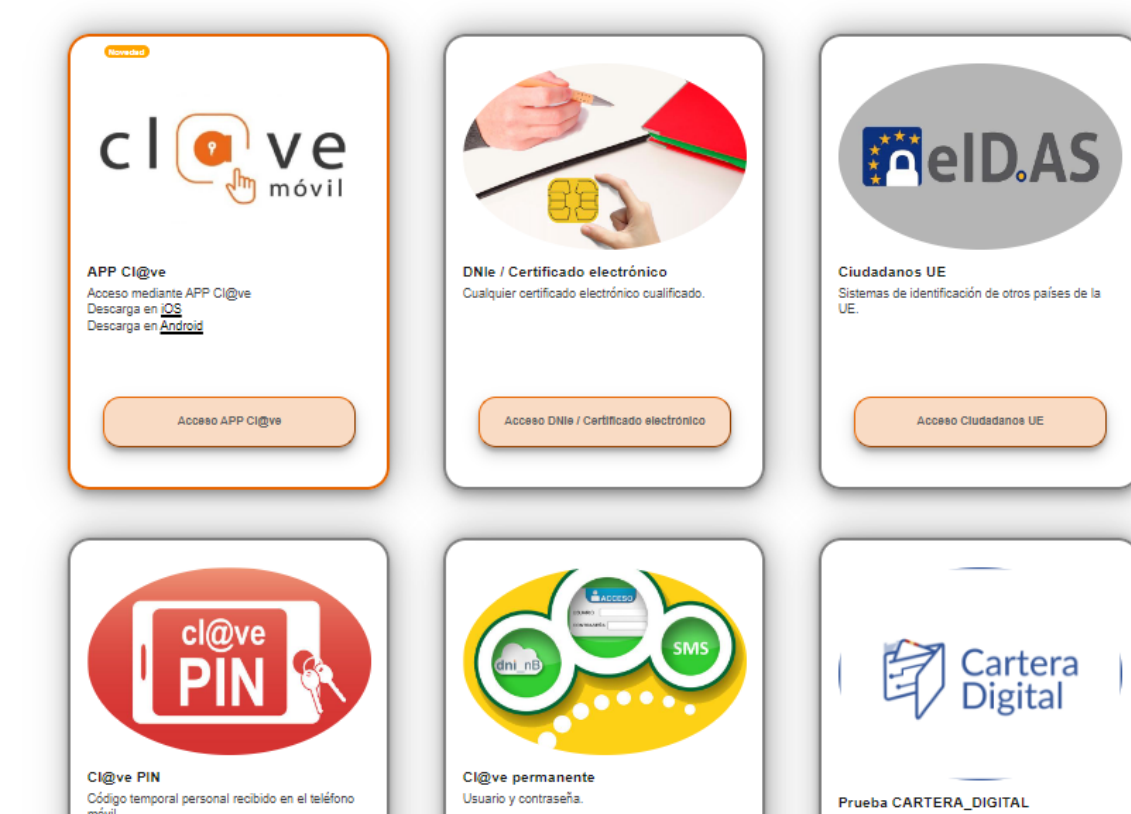 Novedad
cl@ve
móvil
APP Cl@ve
Acceso mediante APP Cl@ve
Descarga en iOS
Descarga en Android
Acceso APP Cl@ve
DNIe / Certificado electrónico
Cualquier certificado electrónico cualificado.
Acceso DNIe / Certificado electrónico
eID.AS
Ciudadanos UE
Sistemas de identificación de otros países de la
UE.
Acceso Ciudadanos UE
cl@ve
PIN
Cl@ve PIN
Código temporal personal recibido en el teléfono
móvil
ACCESO
USUARIO
CONTRASEÑA
dni_nB
SMS
Cl@ve permanente
Usuario y contraseña.
Cartera
Digital
Prueba CARTERA_DIGITAL